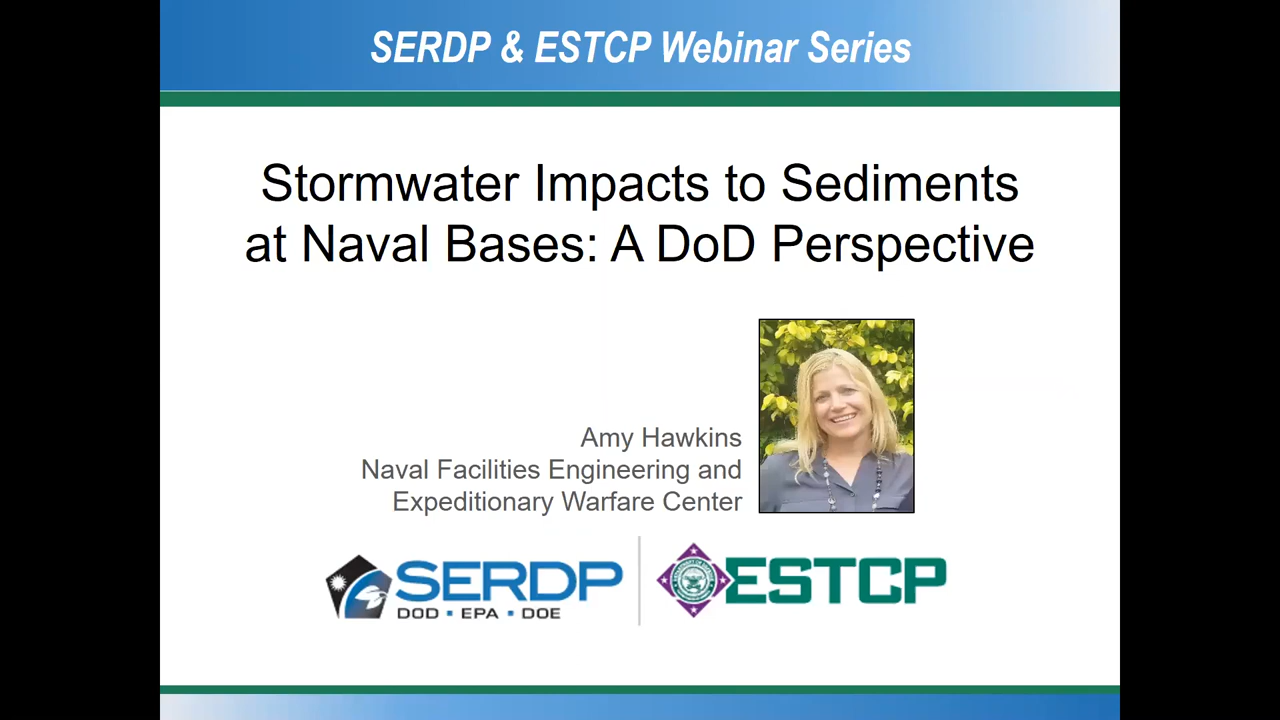 SERDP & ESTCP Webinar Series
Stormwater Impacts to Sediments
at Naval Bases: A DoD Perspective
Amy Hawkins
Naval Facilities Engineering and
Expeditionary Warfare Center
SERDP
DOD • EPA • DOE
ESTCP